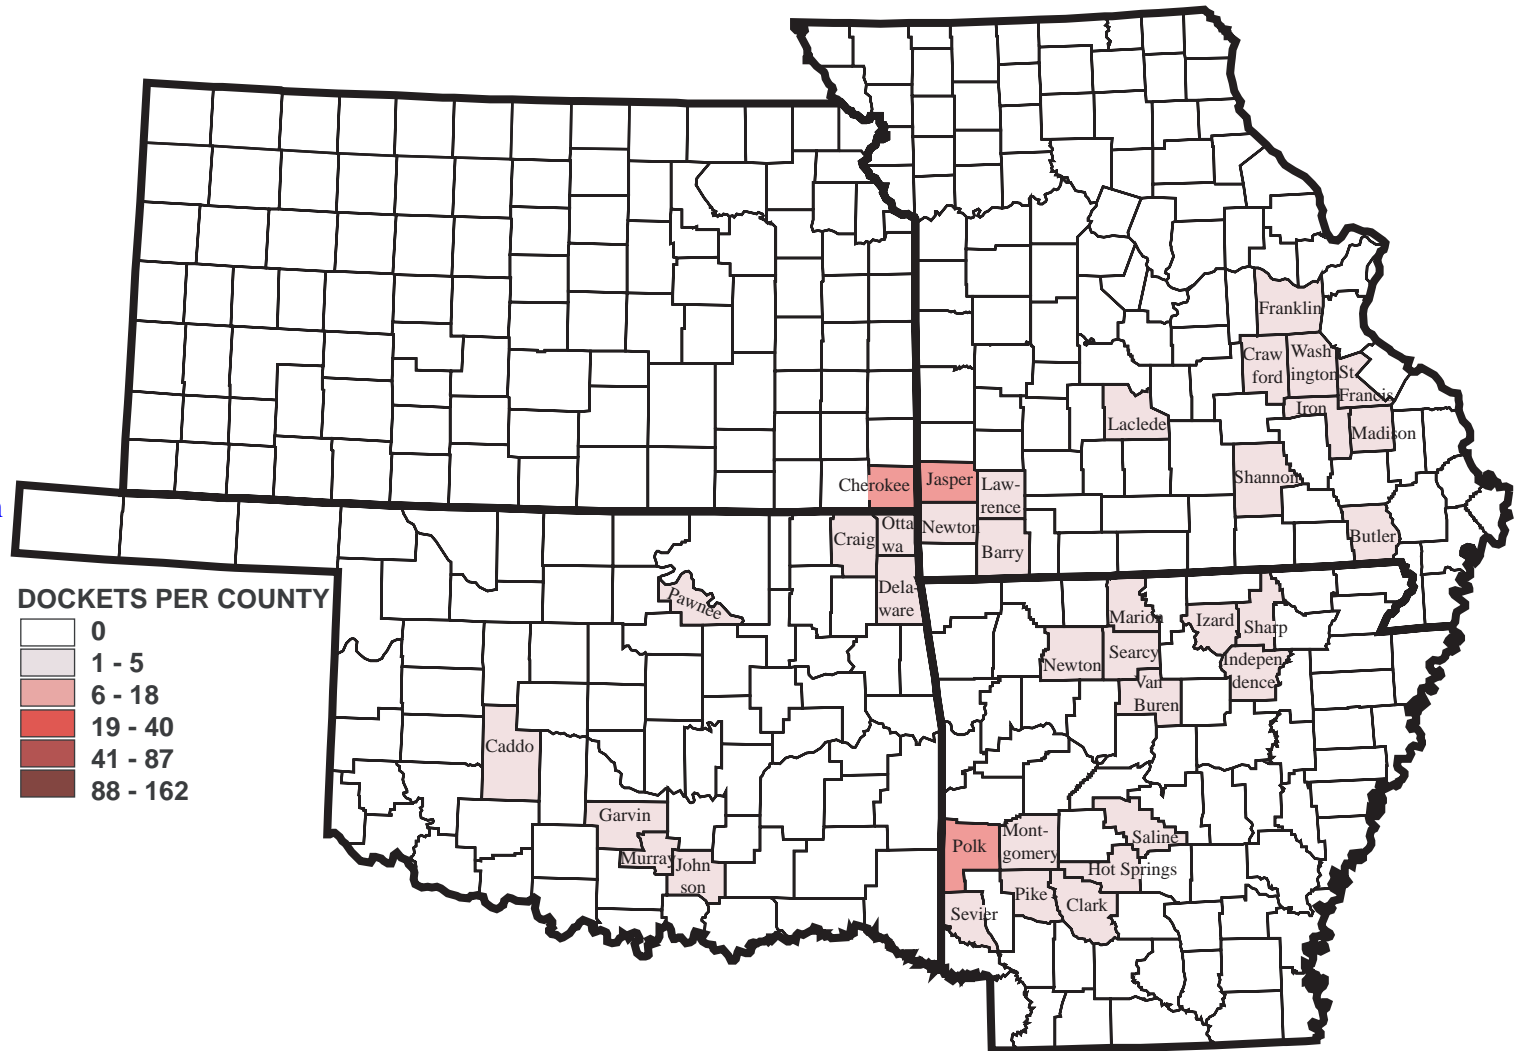 Franklin
Craw
ford
Wash
ington
St.
Francis
Iron
Madison
Laclede
Shannon
Butler
Cherokee
Jasper
Law-
rence
Newton
Barry
Craig
Otta
wa
Dela-
ware
Pawnee
DOCKETS PER COUNTY
0
1 - 5
6 - 18
19 - 40
41 - 87
88 - 162
Marion
Izard
Sharp
Newton
Searcy
Indepen
dence
Van
Buren
Caddo
Garvin
Murray
John
son
Polk
Mont-
gomery
Saline
Hot Springs
Pike
Clark
Sevier